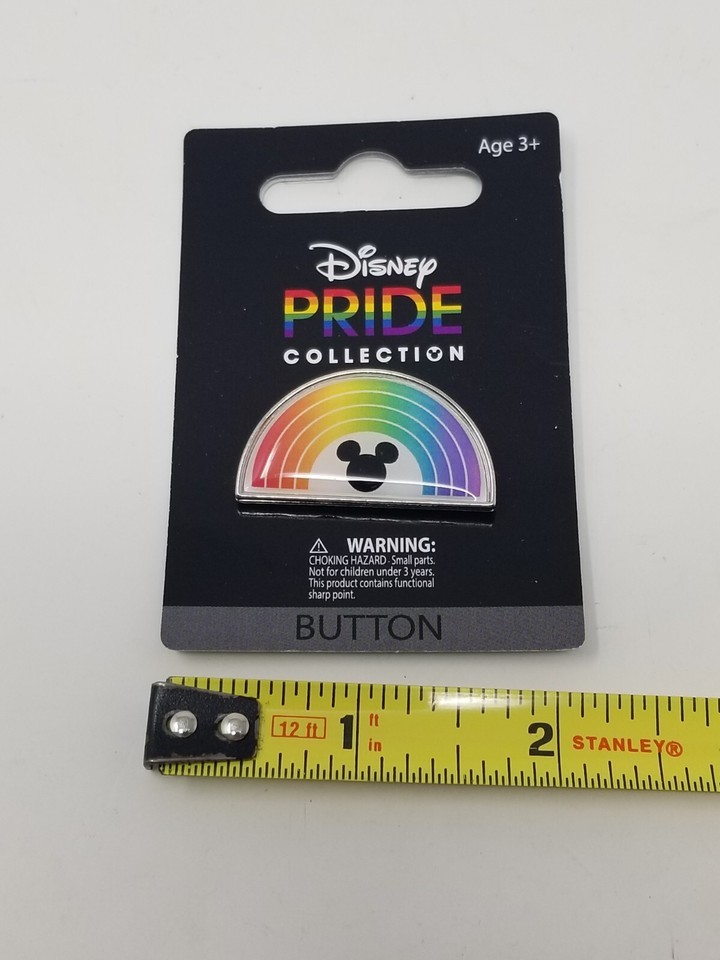 Age 3+
Disney
PRIDE
COLLECTION
⚠ WARNING:
CHOKING HAZARD - Small parts.
Not for children under 3 years.
This product contains functional
sharp point.
BUTTON
12 ft 1 ft 2 STANLEY®
in